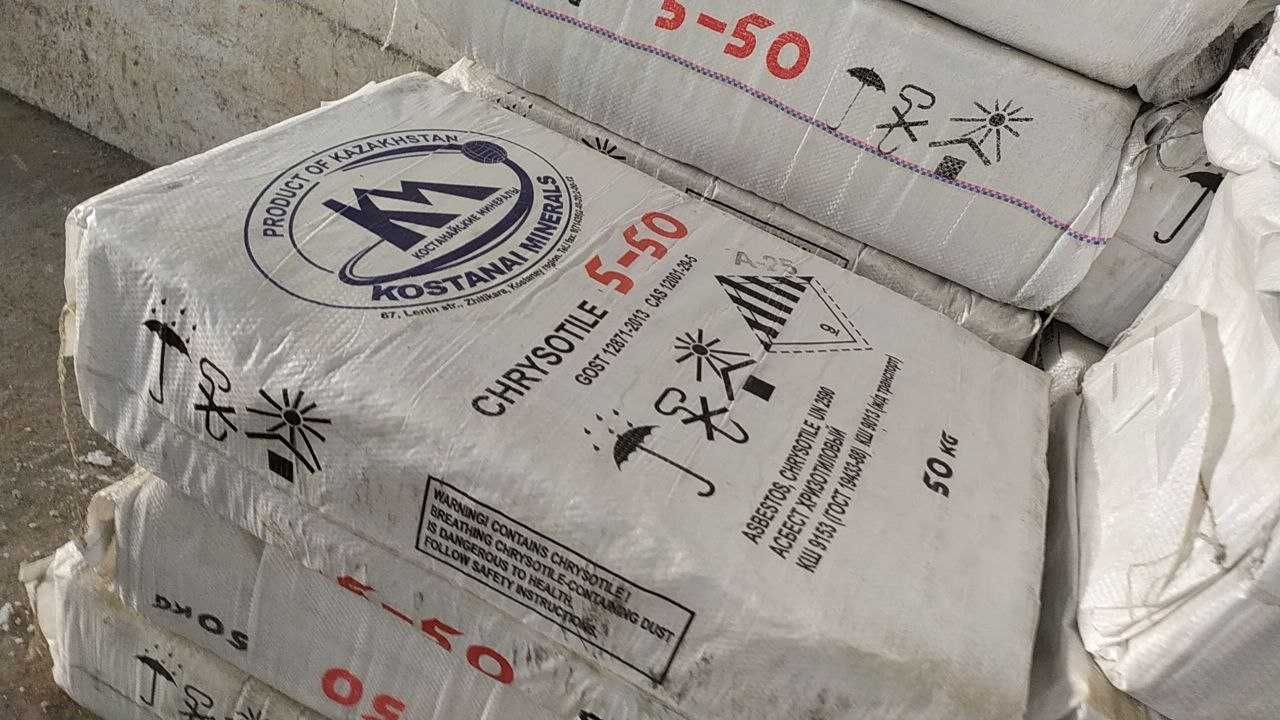 5-50
PRODUCT OF KAZAKHSTAN
KM
КОСТАНАЙСКИЕ МИНЕРАЛЫ
KOSTANAI MINERALS
67, Lenin str., Zhitikara, Kostanay region,
CHRYSOTILE 5-50
GOST 12871-2013 CAS 12001-29-5
9
ASBESTOS, CHRYSOTILE UN 2590
АСБЕСТ ХРИЗОТИЛОВЫЙ
КШ 9153 (ГОСТ 19433-88) КШ 9013 (ж/д транспорт)
50 КГ
WARNING! CONTAINS CHRYSOTILE!
BREATHING CHRYSOTILE-CONTAINING DUST
IS DANGEROUS TO HEALTH.
FOLLOW SAFETY INSTRUCTIONS.
5-50
50KG
50